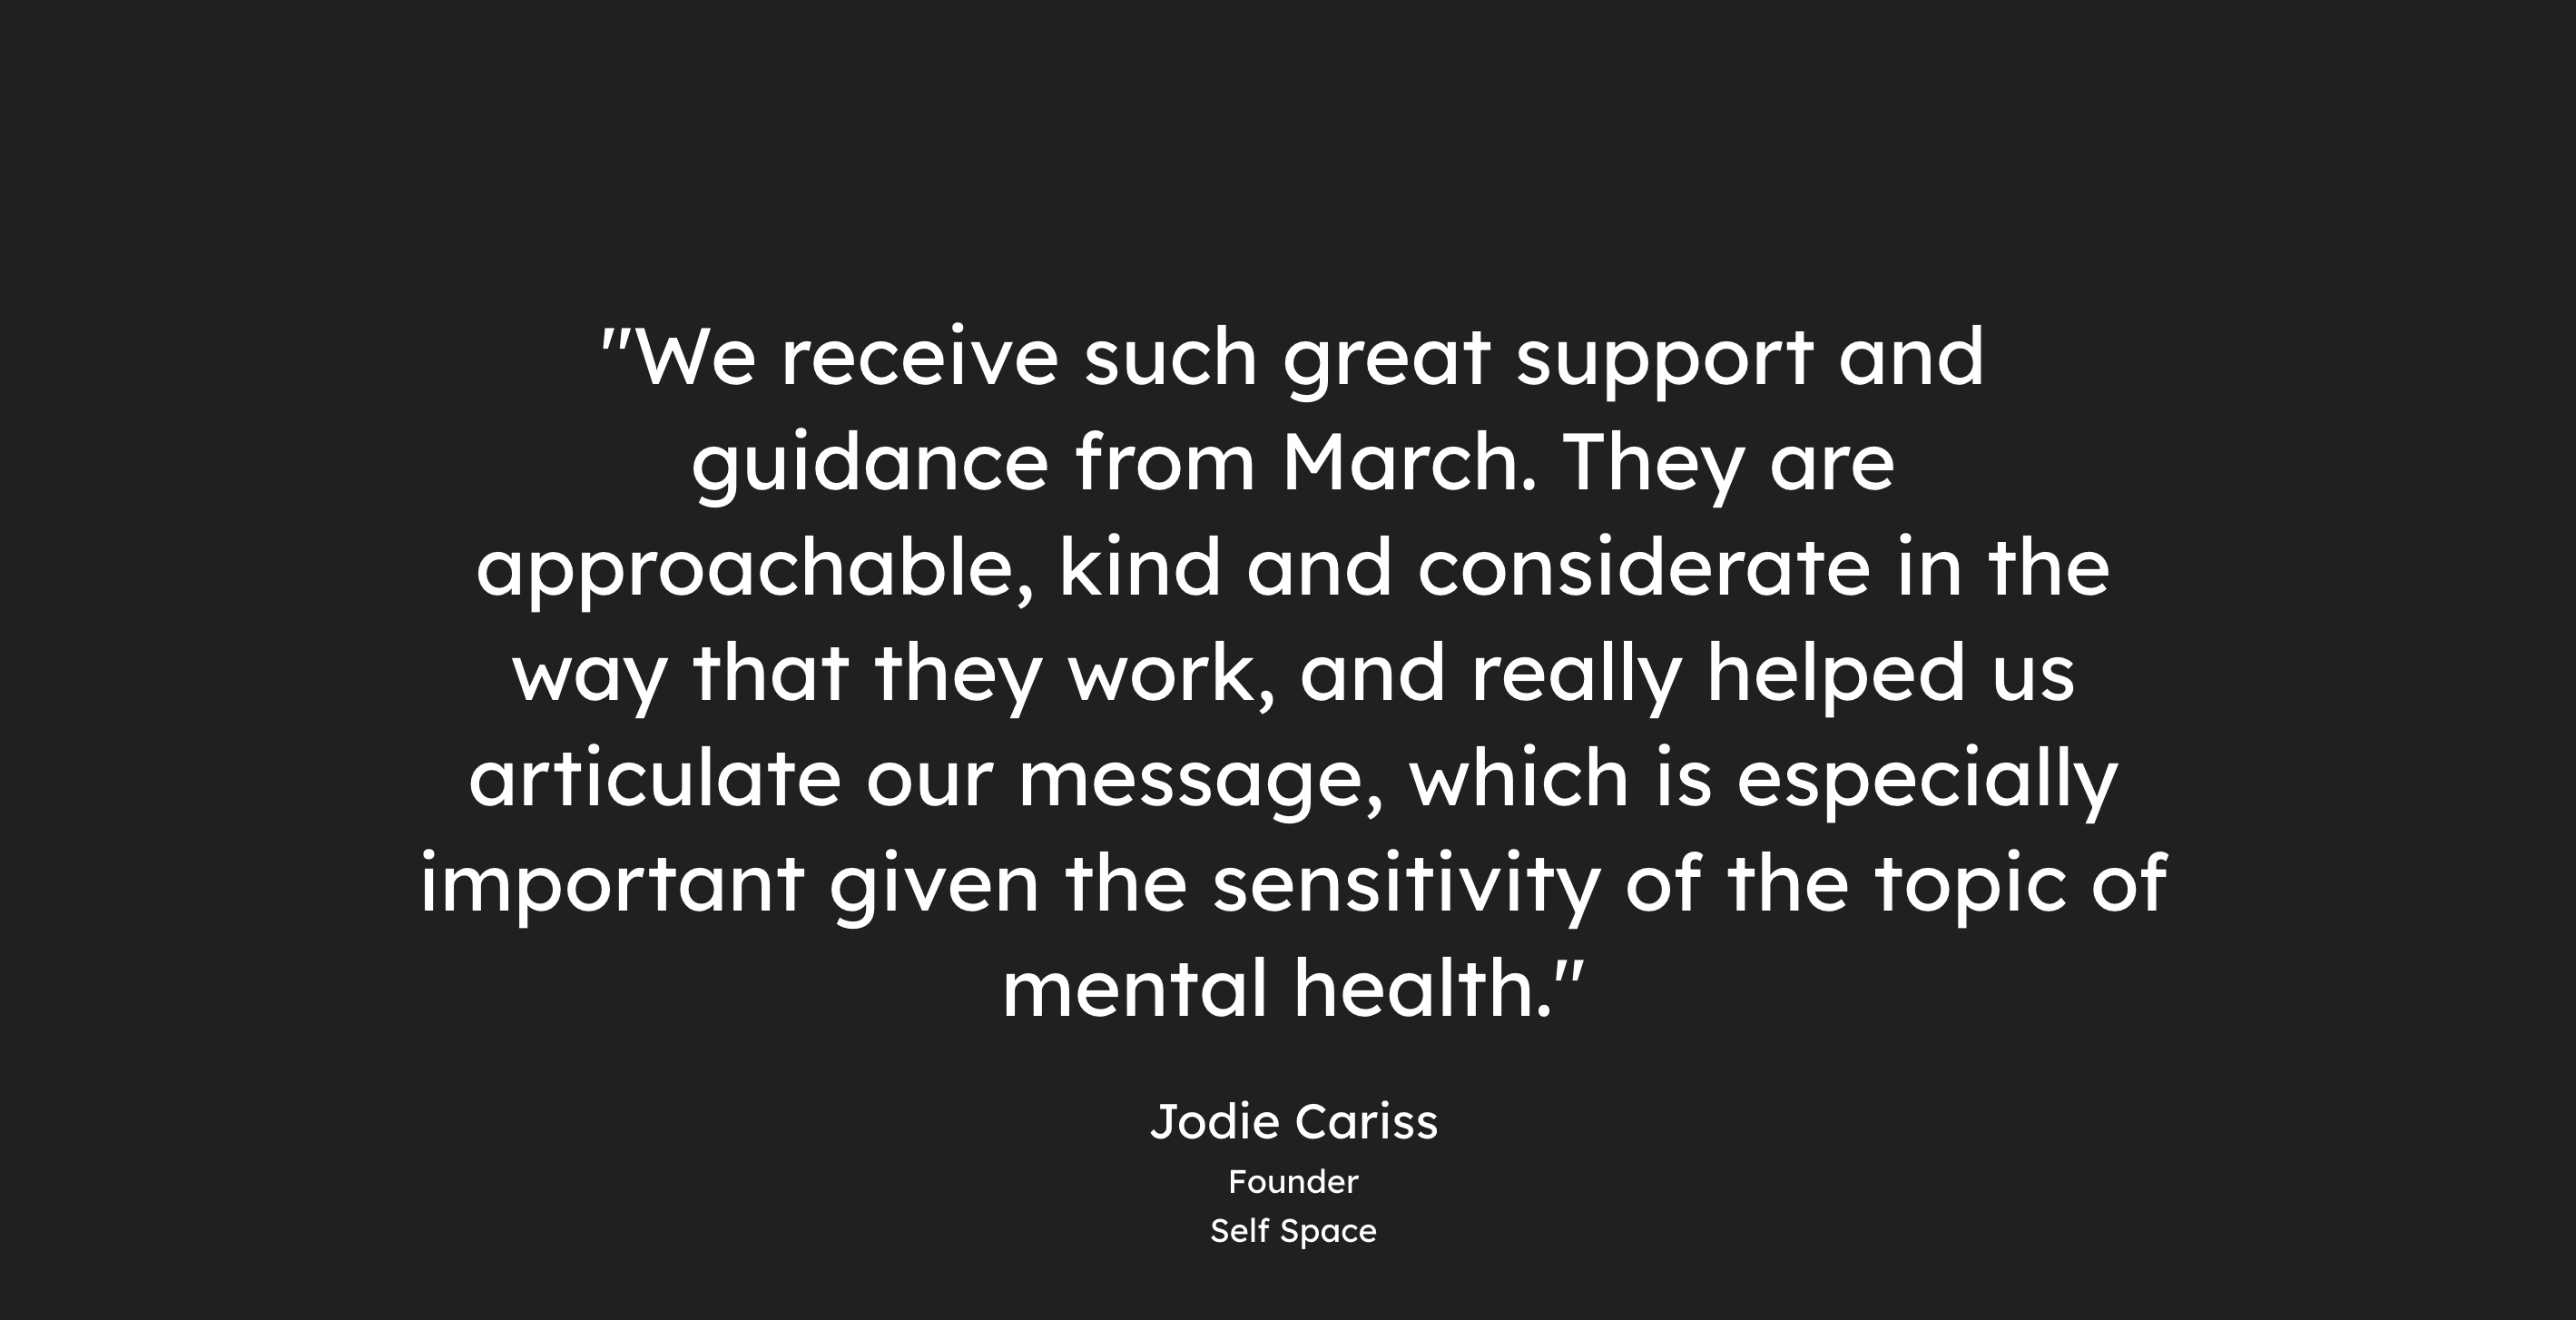 "We receive such great support and
guidance from March. They are
approachable, kind and considerate in the
way that they work, and really helped us
articulate our message, which is especially
important given the sensitivity of the topic of
mental health."
Jodie Cariss
Founder
Self Space